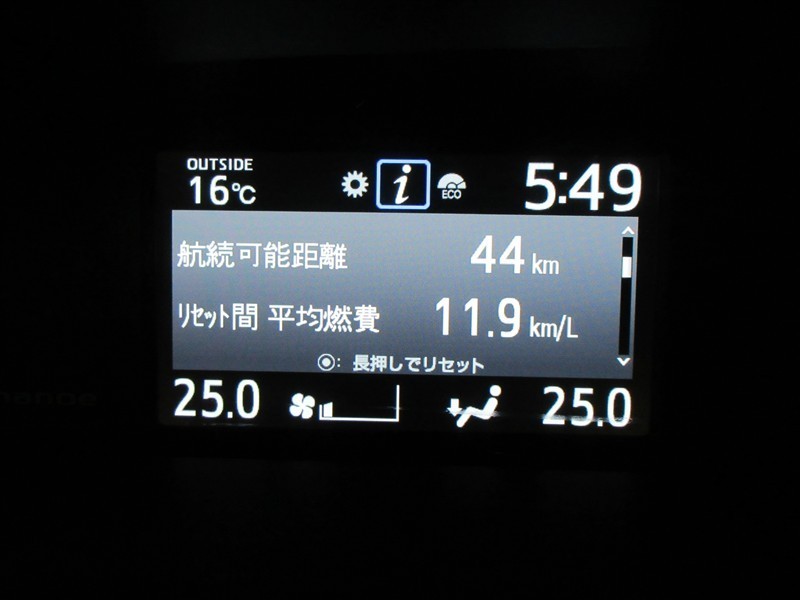 OUTSIDE
16℃
i
ECO
5:49
航続可能距離 44 km
ﾘｾｯﾄ間 平均燃費 11.9 km/L
◉: 長押しでリセット
25.0
25.0